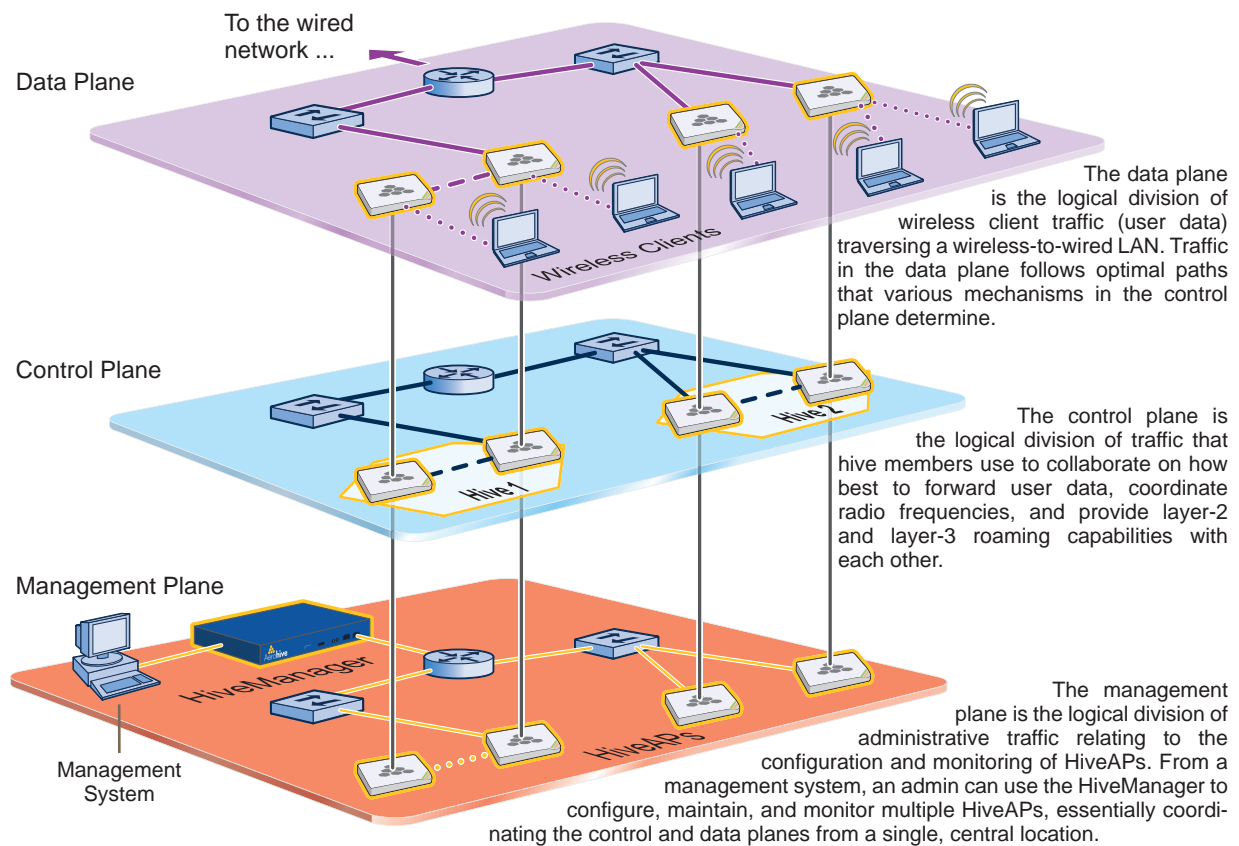 To the wired
network ...
Data Plane
Wireless Clients
The data plane
is the logical division of
wireless client traffic (user data)
traversing a wireless-to-wired LAN. Traffic
in the data plane follows optimal paths
that various mechanisms in the control
plane determine.
Control Plane
Hive 1
Hive 2
The control plane is
the logical division of traffic that
hive members use to collaborate on how
best to forward user data, coordinate
radio frequencies, and provide layer-2
and layer-3 roaming capabilities with
each other.
Management Plane
Aerohive
HiveManager
HiveAPs
Management
System
The management
plane is the logical division of
administrative traffic relating to the
configuration and monitoring of HiveAPs. From a
management system, an admin can use the HiveManager to
configure, maintain, and monitor multiple HiveAPs, essentially coordi-
nating the control and data planes from a single, central location.